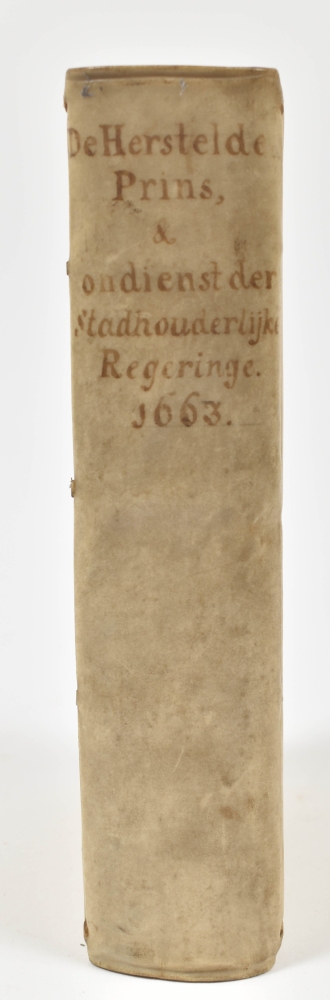 De Herstelde
Prins,
&
ondienst der
Stadhouderlijke
Regeringe.
1663.